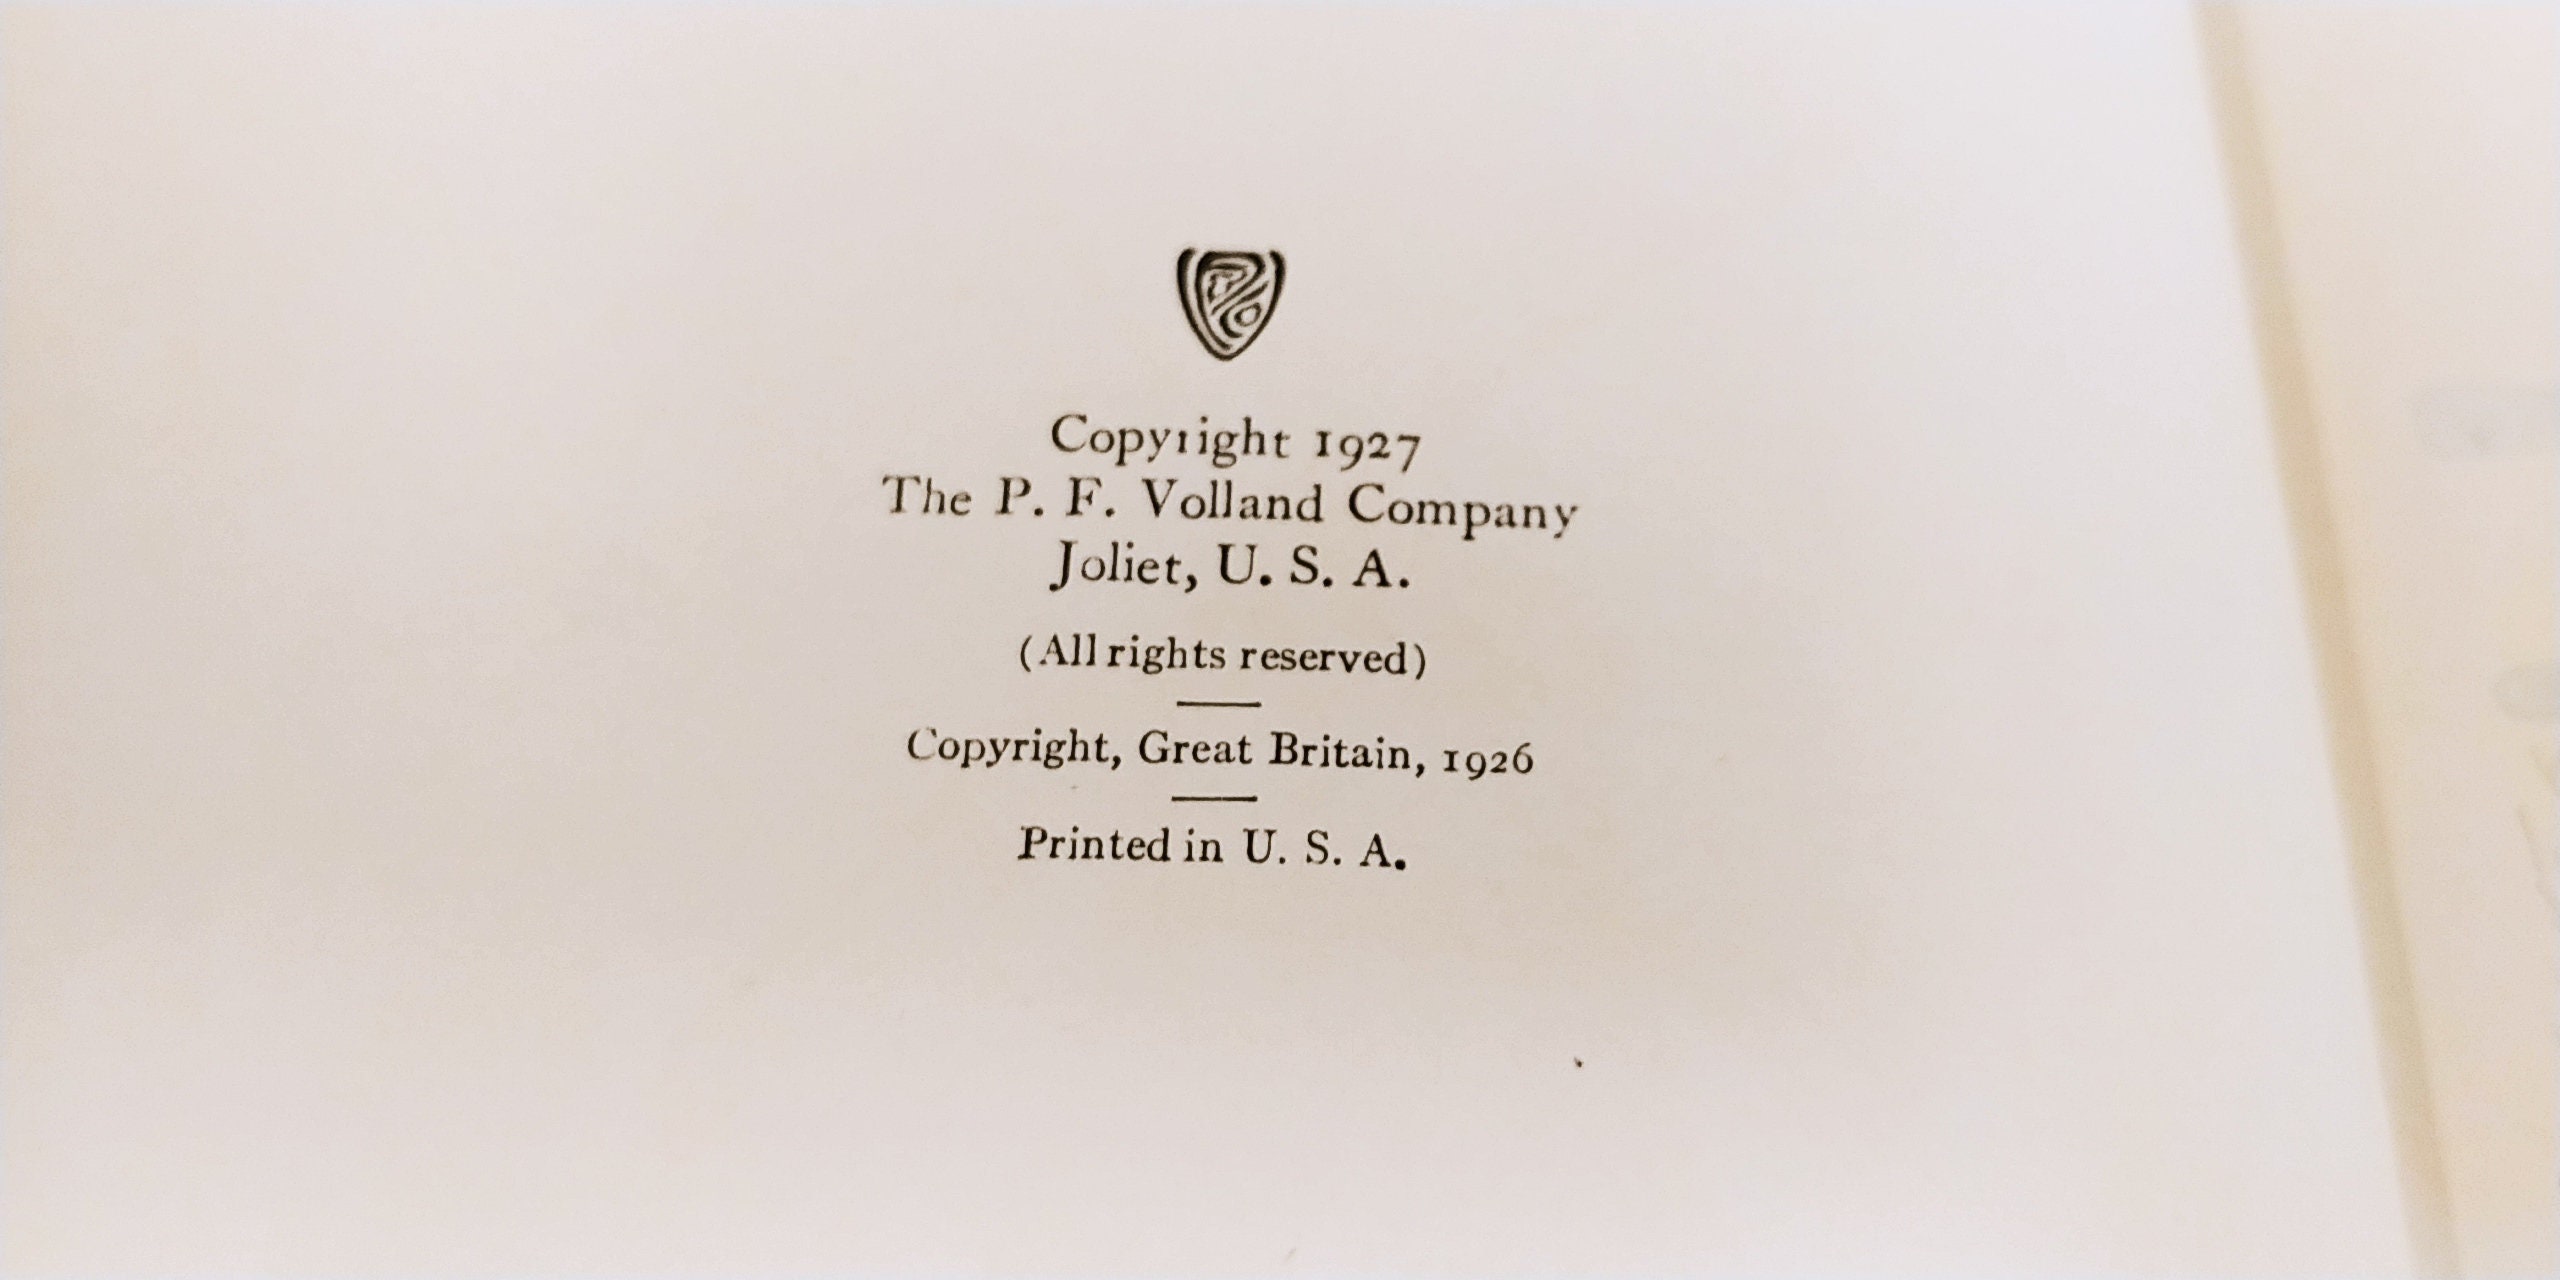 Copyright 1927
The P. F. Volland Company
Joliet, U. S. A.
(All rights reserved)
Copyright, Great Britain, 1926
Printed in U. S. A.